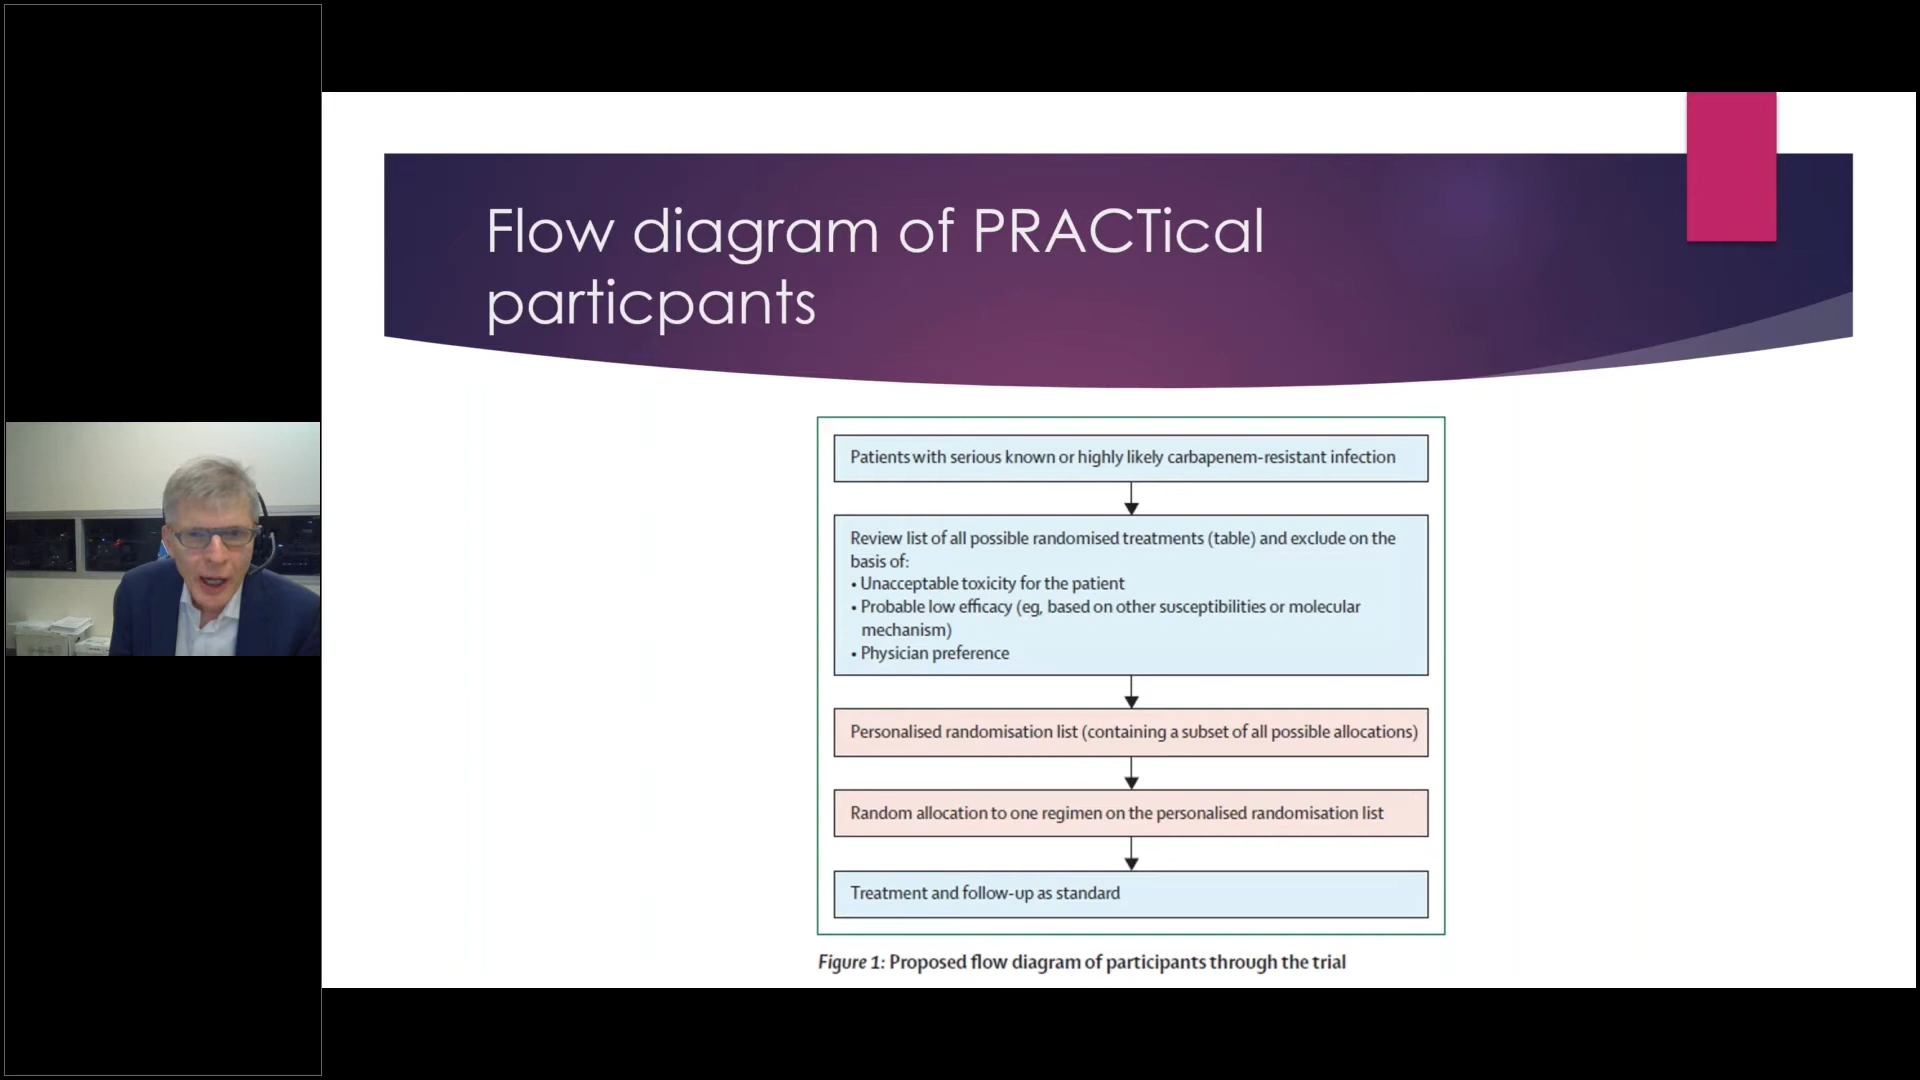 Flow diagram of PRACTical
particpants
Patients with serious known or highly likely carbapenem-resistant infection
Review list of all possible randomised treatments (table) and exclude on the
basis of:
• Unacceptable toxicity for the patient
• Probable low efficacy (eg, based on other susceptibilities or molecular
mechanism)
• Physician preference
Personalised randomisation list (containing a subset of all possible allocations)
Random allocation to one regimen on the personalised randomisation list
Treatment and follow-up as standard
Figure 1: Proposed flow diagram of participants through the trial